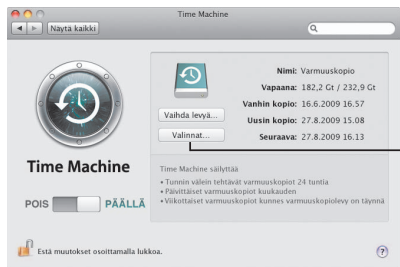 Time Machine
Näytä kaikki
Nimi: Varmuuskopio
Vapaana: 182,2 Gt / 232,9 Gt
Vaihda levyä...
Vanhin kopio: 16.6.2009 16.57
Uusin kopio: 27.8.2009 15.08
Valinnat...
Seuraava: 27.8.2009 16.13
Time Machine
POIS PÄÄLLÄ
Time Machine säilyttää
• Tunnin välein tehtävät varmuuskopiot 24 tuntia
• Päivittäiset varmuuskopiot kuukauden
• Viikottaiset varmuuskopiot kunnes varmuuskopiolevy on täynnä
Estä muutokset osoittamalla lukkoa.
?